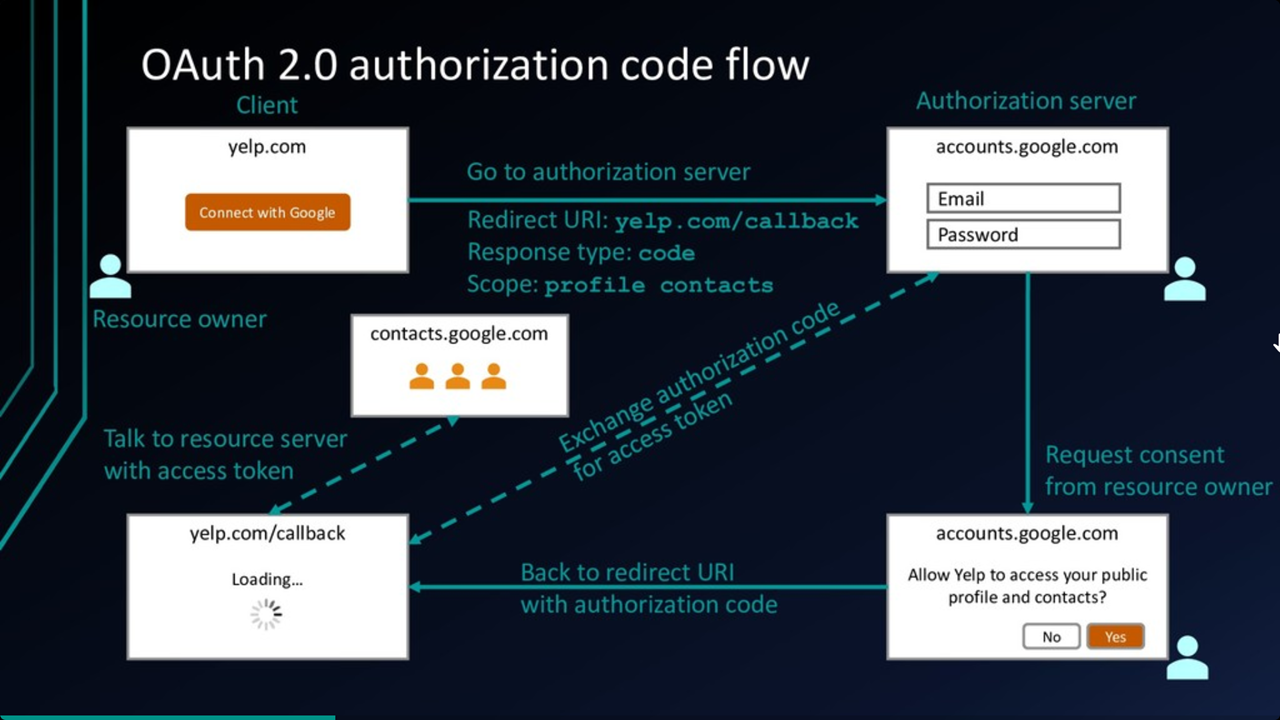 OAuth 2.0 authorization code flow
Client
Authorization server
yelp.com
Connect with Google
Go to authorization server
Redirect URI: yelp.com/callback
Response type: code
Scope: profile contacts
accounts.google.com
Email
Password
Resource owner
contacts.google.com
Exchange authorization code
for access token
Talk to resource server
with access token
Request consent
from resource owner
yelp.com/callback
Loading...
Back to redirect URI
with authorization code
accounts.google.com
Allow Yelp to access your public
profile and contacts?
No
Yes